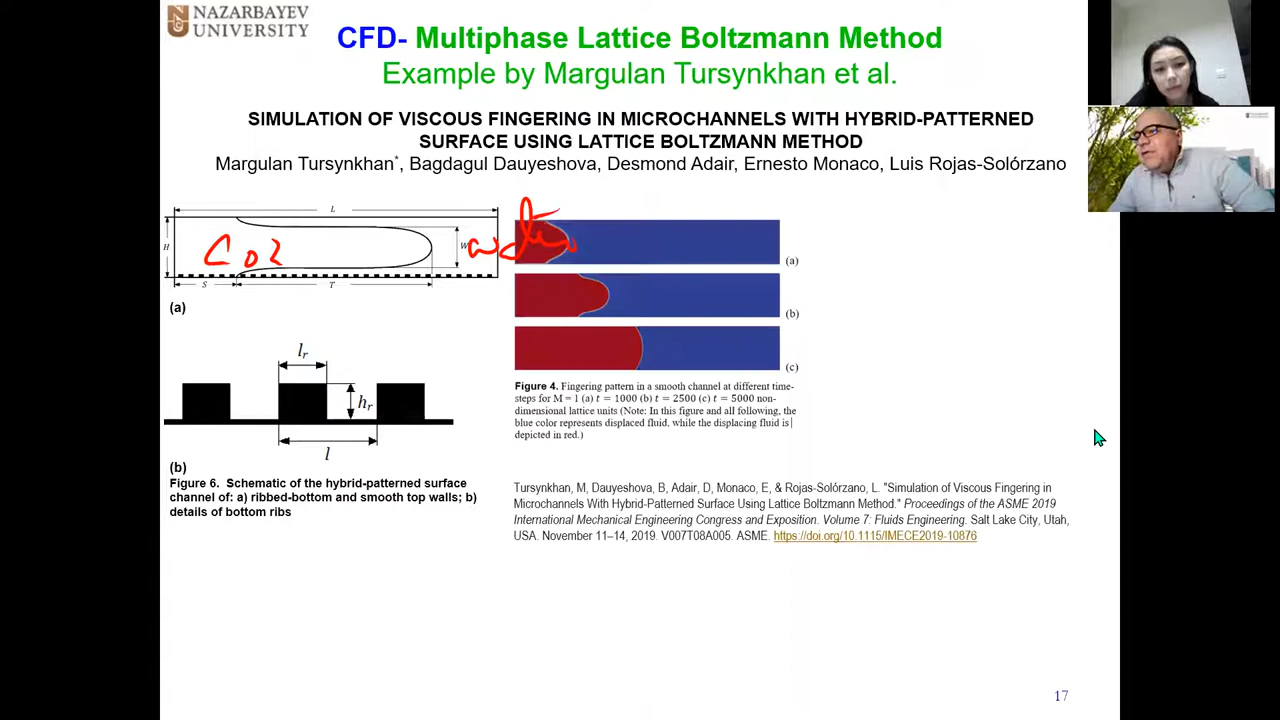 NAZARBAYEV
UNIVERSITY
CFD- Multiphase Lattice Boltzmann Method
Example by Margulan Tursynkhan et al.
SIMULATION OF VISCOUS FINGERING IN MICROCHANNELS WITH HYBRID-PATTERNED
SURFACE USING LATTICE BOLTZMANN METHOD
Margulan Tursynkhan*, Bagdagul Dauyeshova, Desmond Adair, Ernesto Monaco, Luis Rojas-Solórzano
L
H
W
CO2
S
T
(a)
lr
hr
l
(b)
Figure 6. Schematic of the hybrid-patterned surface
channel of: a) ribbed-bottom and smooth top walls; b)
details of bottom ribs
(a)
(b)
(c)
Figure 4. Fingering pattern in a smooth channel at different time-
steps for M = 1 (a) t = 1000 (b) t = 2500 (c) t = 5000 non-
dimensional lattice units (Note: In this figure and all following, the
blue color represents displaced fluid, while the displacing fluid is
depicted in red.)
Tursynkhan, M, Dauyeshova, B, Adair, D, Monaco, E, & Rojas-Solórzano, L. "Simulation of Viscous Fingering in
Microchannels With Hybrid-Patterned Surface Using Lattice Boltzmann Method." Proceedings of the ASME 2019
International Mechanical Engineering Congress and Exposition. Volume 7: Fluids Engineering. Salt Lake City, Utah,
USA. November 11–14, 2019. V007T08A005. ASME. https://doi.org/10.1115/IMECE2019-10876
17